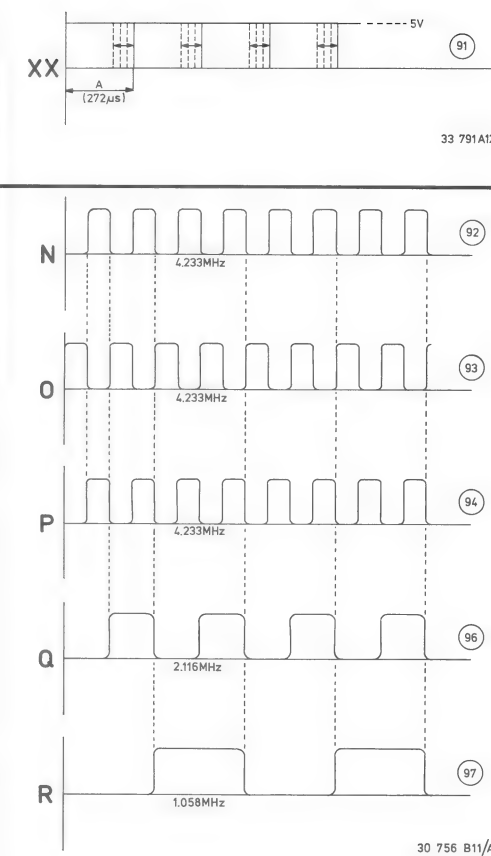 5V
91
XX
A
(272µs)
33 791A12
N
92
4.233MHz
O
93
4.233MHz
P
94
4.233MHz
Q
96
2.116MHz
R
97
1.058MHz
30 756 B11/A